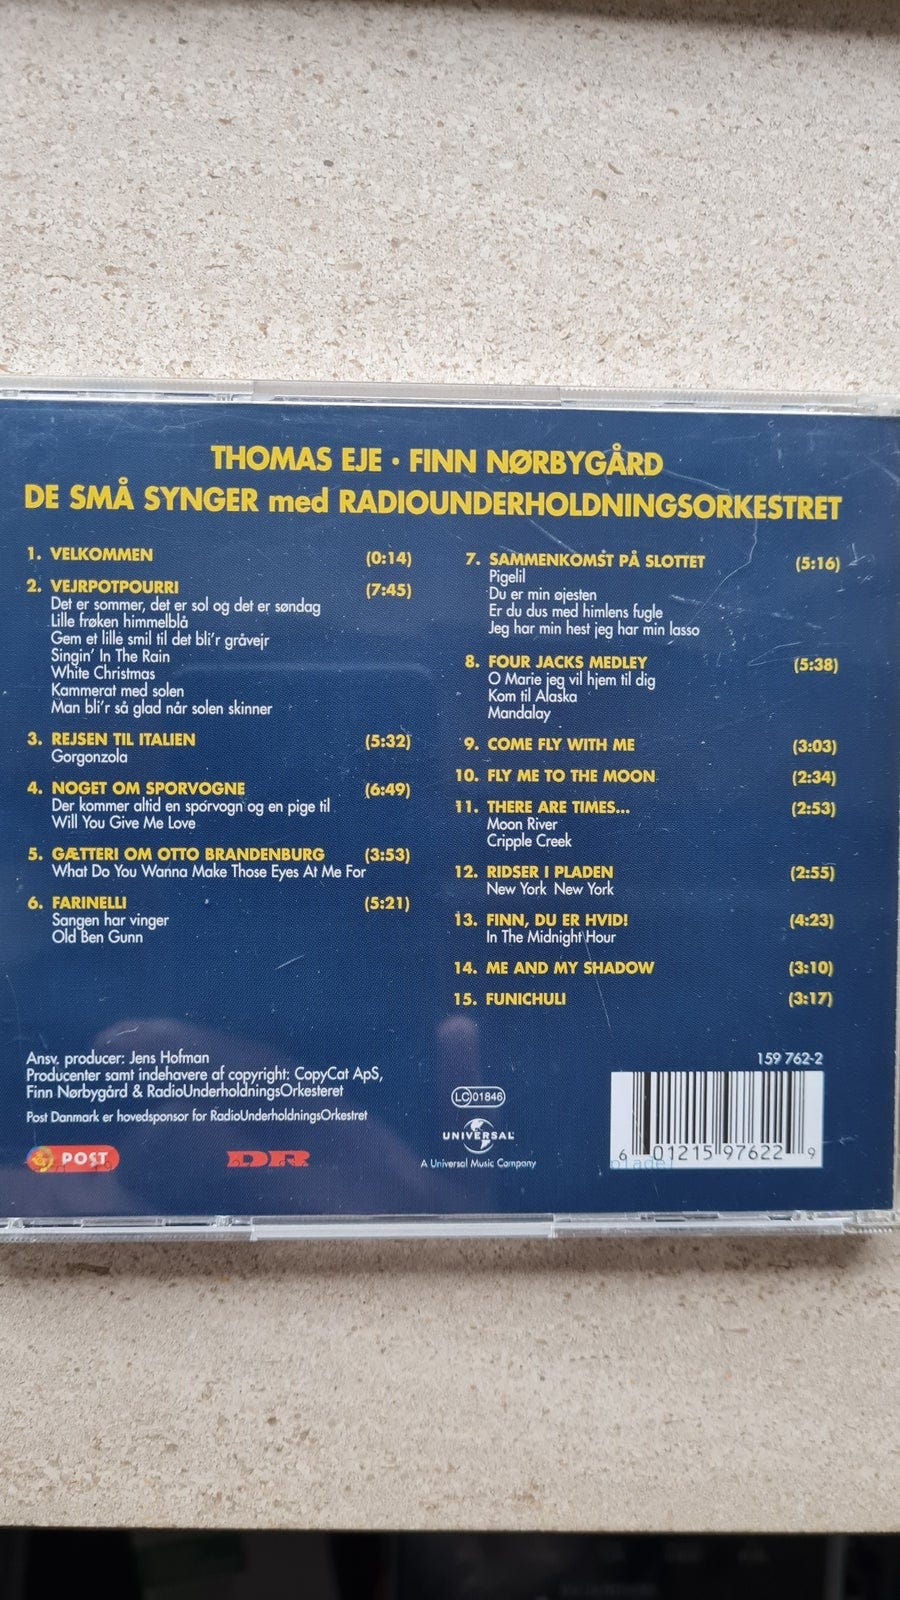 THOMAS EJE • FINN NØRBYGÅRD
DE SMÅ SYNGER med RADIOUNDERHOLDNINGSORKESTRET
1. VELKOMMEN (0:14)
2. VEJRPOTPOURRI (7:45)
Det er sommer, det er sol og det er søndag
Lille frøken himmelblå
Gem et lille smil til det bli'r gråvejr
Singin' In The Rain
White Christmas
Kammerat med solen
Man bli'r så glad når solen skinner
3. REJSEN TIL ITALIEN (5:32)
Gorgonzola
4. NOGET OM SPORVOGNE (6:49)
Der kommer altid en sporvogn og en pige til
Will You Give Me Love
5. GÆTTERI OM OTTO BRANDENBURG (3:53)
What Do You Wanna Make Those Eyes At Me For
6. FARINELLI (5:21)
Sangen har vinger
Old Ben Gunn
7. SAMMENKOMST PÅ SLOTTET (5:16)
Pigelil
Du er min øjesten
Er du dus med himlens fugle
Jeg har min hest jeg har min lasso
8. FOUR JACKS MEDLEY (5:38)
O Marie jeg vil hjem til dig
Kom til Alaska
Mandalay
9. COME FLY WITH ME (3:03)
10. FLY ME TO THE MOON (2:34)
11. THERE ARE TIMES... (2:53)
Moon River
Cripple Creek
12. RIDSER I PLADEN (2:55)
New York New York
13. FINN, DU ER HVID! (4:23)
In The Midnight Hour
14. ME AND MY SHADOW (3:10)
15. FUNICHULI (3:17)
Ansv. producer: Jens Hofman
Producenter samt indehavere af copyright: CopyCat ApS,
Finn Nørbygård & RadioUnderholdningsOrkesteret
Post Danmark er hovedsponsor for RadioUnderholdningsOrkestret
POST
DR
LC 01846
UNIVERSAL
A Universal Music Company
159 762-2
6 01215 97622 9